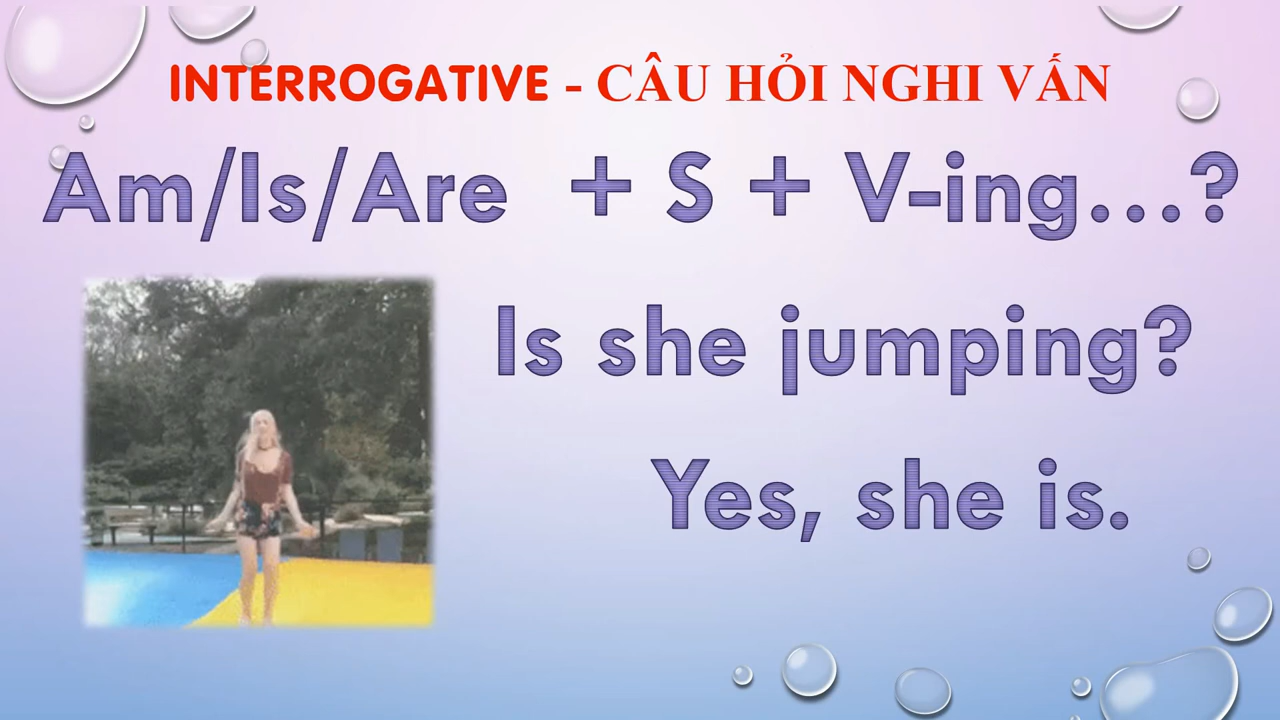 INTERROGATIVE - CÂU HỎI NGHI VẤN
Am/Is/Are + S + V-ing...?
Is she jumping?
Yes, she is.